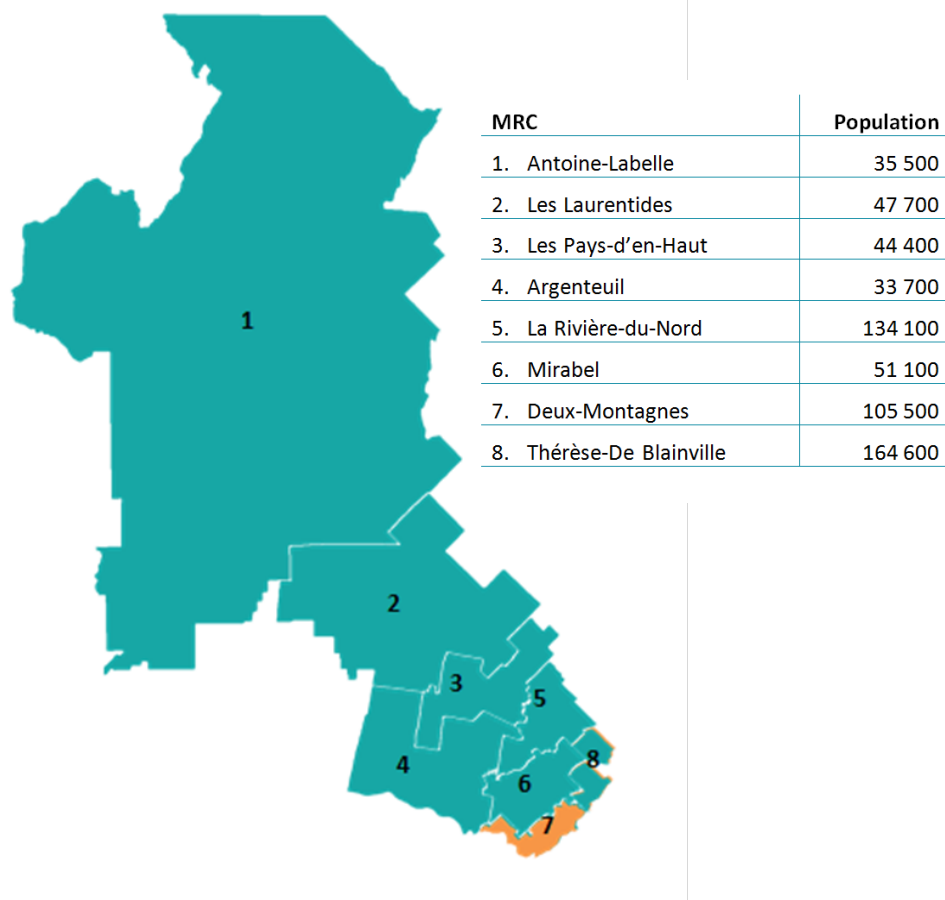 MRC Population
1. Antoine-Labelle 35 500
2. Les Laurentides 47 700
3. Les Pays-d’en-Haut 44 400
4. Argenteuil 33 700
5. La Rivière-du-Nord 134 100
6. Mirabel 51 100
7. Deux-Montagnes 105 500
8. Thérèse-De Blainville 164 600
1
2
3
5
4
8
6
7